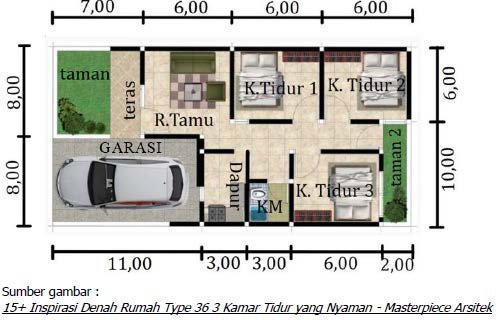 7,00 6,00 6,00 6,00
taman
teras
R.Tamu
K.Tidur 1
K. Tidur 2
8,00
6,00
GARASI
8,00
Dapur
KM
K. Tidur 3
taman 2
10,00
11,00 3,00 3,00 6,00 2,00
Sumber gambar :
15+ Inspirasi Denah Rumah Type 36 3 Kamar Tidur yang Nyaman - Masterpiece Arsitek